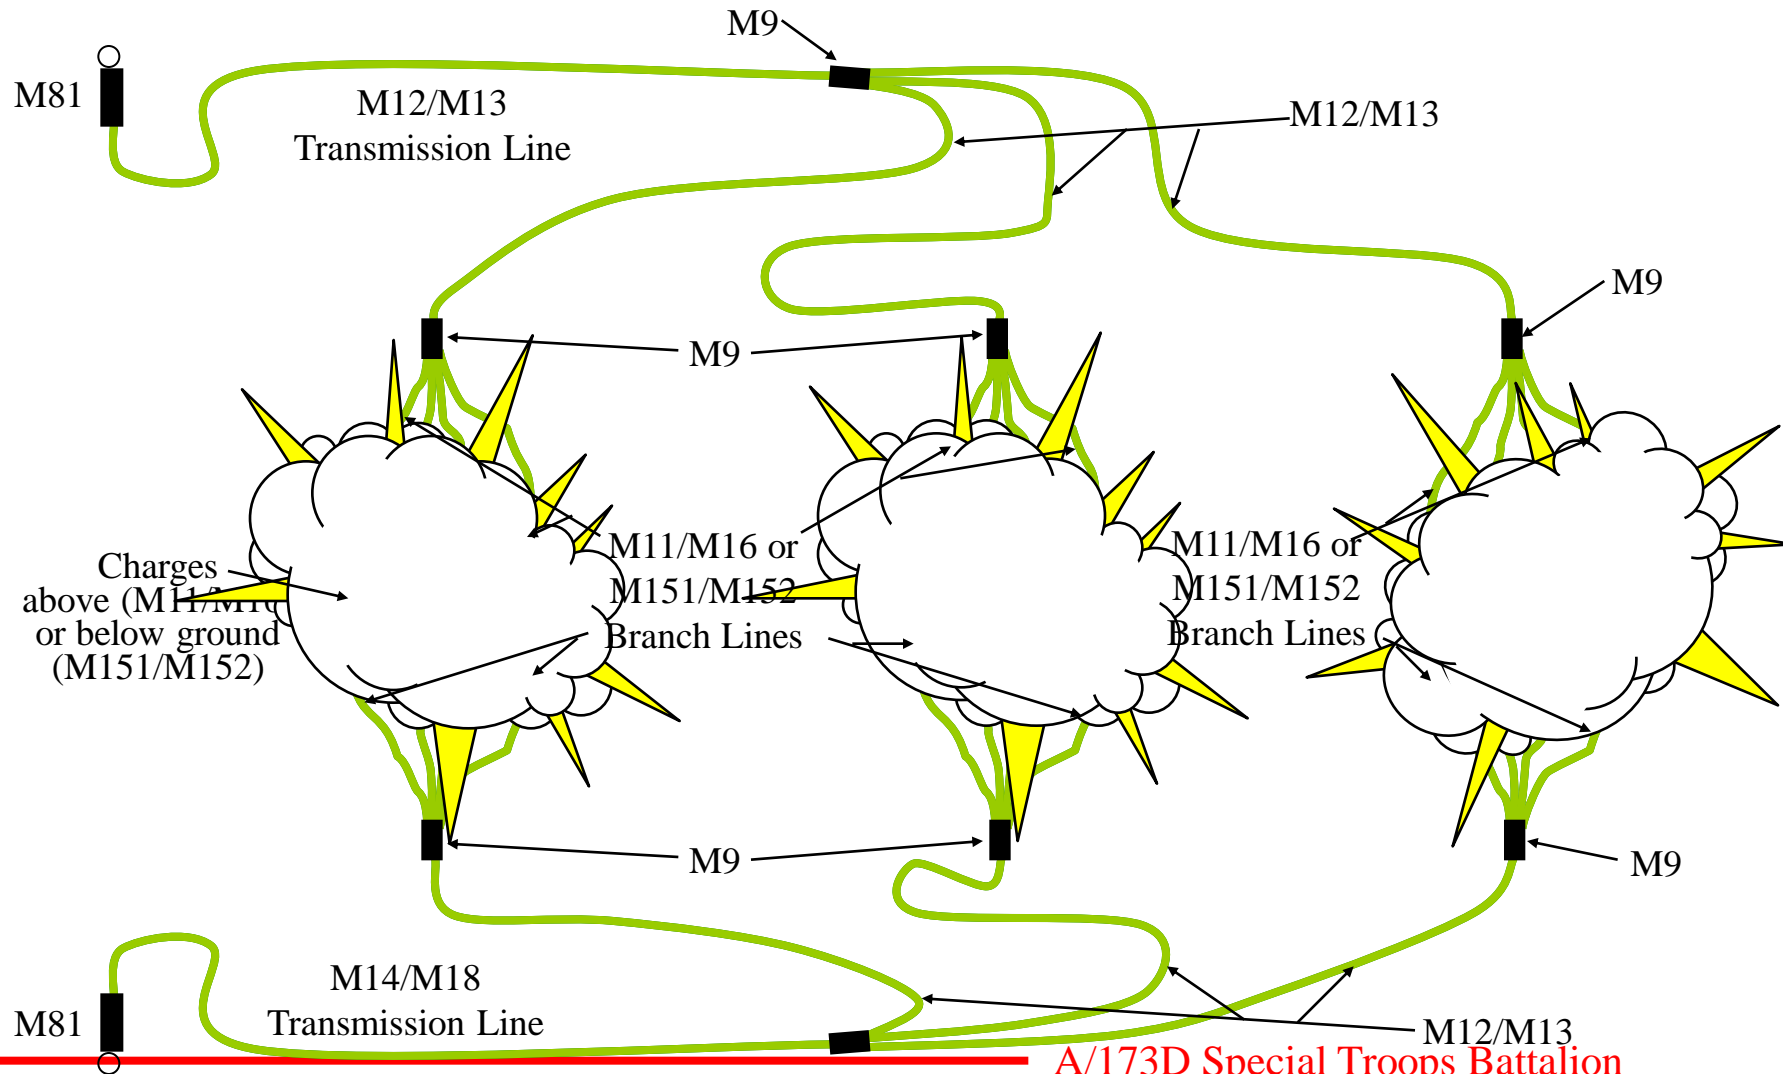 M9
M81
M12/M13
Transmission Line
M12/M13
M9
M9
M11/M16 or
M151/M152
Branch Lines
M11/M16 or
M151/M152
Branch Lines
Charges
above (M11/M1
or below ground
(M151/M152)
M9
M9
M14/M18
Transmission Line
M81
M12/M13
A/173D Special Troops Battalion